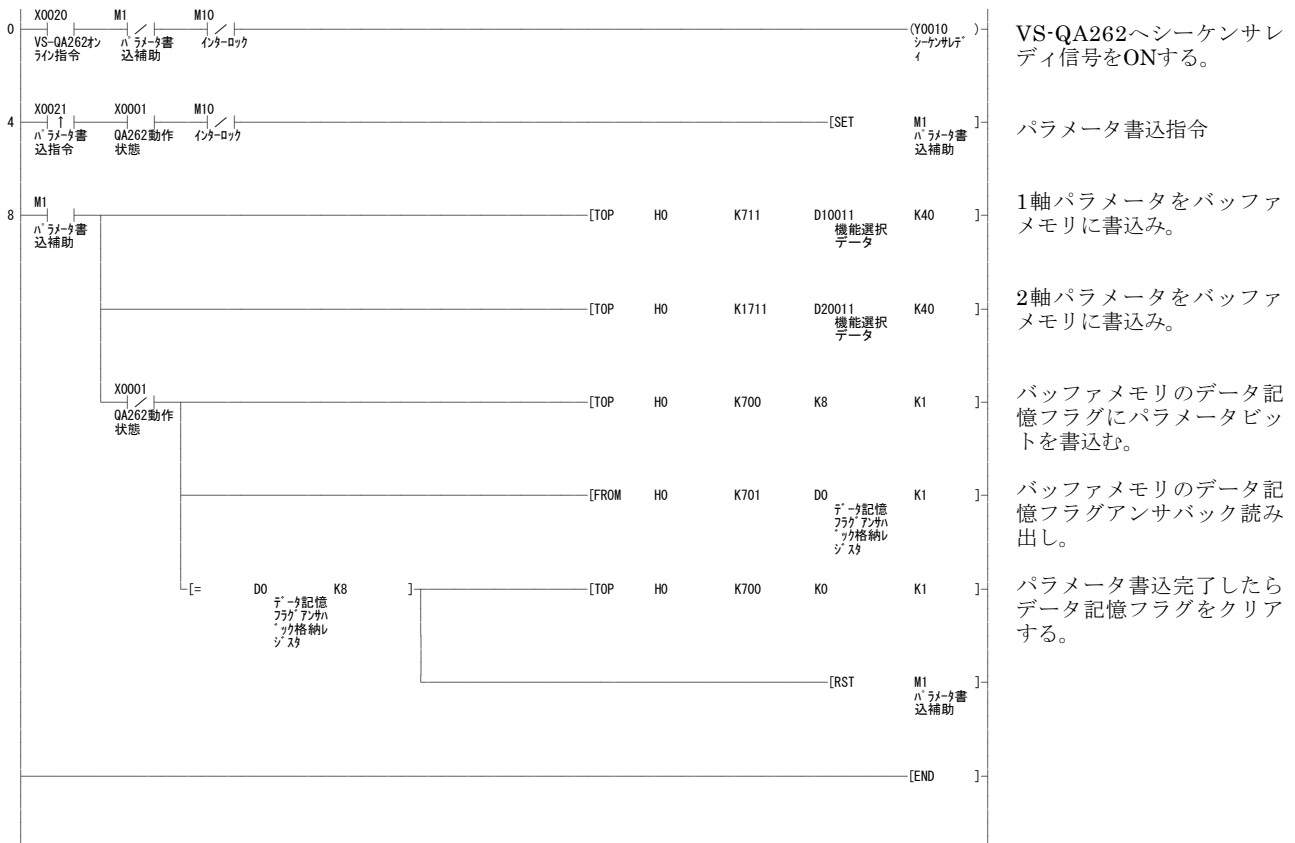 X0020 M1 M10
0 (Y0010 )
VS-QA262オン パラメータ書 インターロック シーケンサレデ
ライン指令 込補助 ィ
VS-QA262へシーケンサレ
ディ信号をONする。
X0021 X0001 M10
4 ↑ [SET M1 ]
パラメータ書 QA262動作 インターロック パラメータ書
込指令 状態 込補助
パラメータ書込指令
M1
8 [TOP H0 K711 D10011 K40 ]
パラメータ書 機能選択
込補助 データ
1軸パラメータをバッファ
メモリに書込み。
[TOP H0 K1711 D20011 K40 ]
機能選択
データ
2軸パラメータをバッファ
メモリに書込み。
X0001
[TOP H0 K700 K8 K1 ]
QA262動作
状態
バッファメモリのデータ記
憶フラグにパラメータビッ
トを書込む。
[FROM H0 K701 D0 K1 ]
データ記憶
フラグアンサバ
ック格納レ
ジスタ
バッファメモリのデータ記
憶フラグアンサバック読み
出し。
[= D0 K8 ] [TOP H0 K700 K0 K1 ]
データ記憶
フラグアンサバ
ック格納レ
ジスタ
パラメータ書込完了したら
データ記憶フラグをクリア
する。
[RST M1 ]
パラメータ書
込補助
[END ]